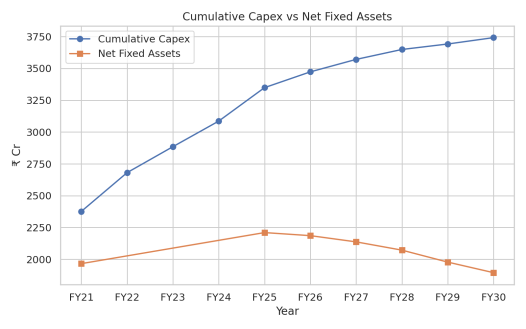 Cumulative Capex vs Net Fixed Assets
Cumulative Capex
Net Fixed Assets
₹ Cr
3750
3500
3250
3000
2750
2500
2250
2000
FY21 FY22 FY23 FY24 FY25 FY26 FY27 FY28 FY29 FY30
Year